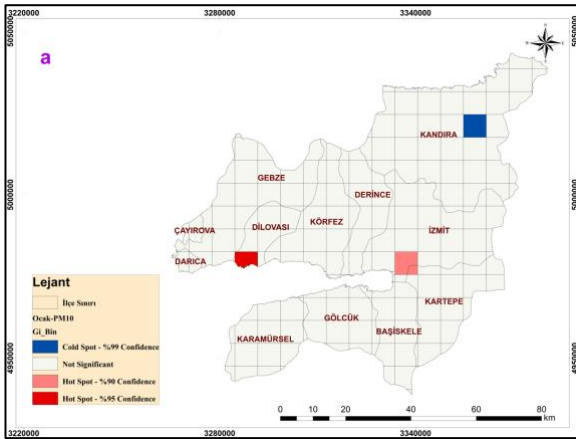 3220000 3280000 3340000
5050000 5050000
a
N
KANDIRA
GEBZE
DERİNCE
KÖRFEZ
DİLOVASI
İZMİT
ÇAYIROVA
DARICA
5000000 5000000
KARTEPE
GÖLCÜK
BAŞİSKELE
KARAMÜRSEL
4950000 4950000
Lejant
İlçe Sınırı
Ocak-PM10
Gi_Bin
Cold Spot - %99 Confidence
Not Significant
Hot Spot - %90 Confidence
Hot Spot - %95 Confidence
0 10 20 40 60 80
km
3220000 3280000 3340000